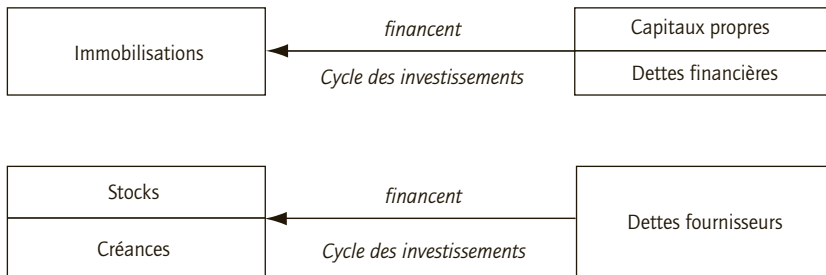 financent
Capitaux propres
Immobilisations
Cycle des investissements
Dettes financières
Stocks
financent
Dettes fournisseurs
Créances
Cycle des investissements